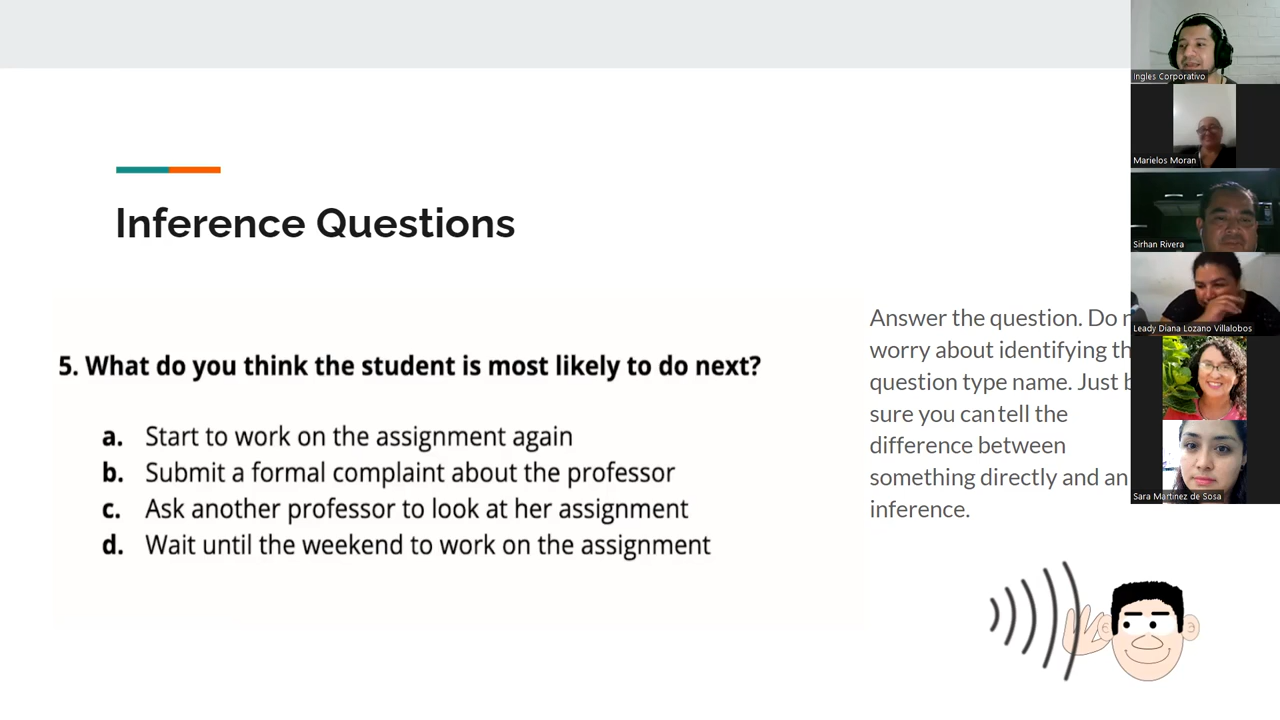 Inference Questions
5. What do you think the student is most likely to do next?
a. Start to work on the assignment again
b. Submit a formal complaint about the professor
c. Ask another professor to look at her assignment
d. Wait until the weekend to work on the assignment
Answer the question. Do
worry about identifying
question type name. Just
sure you can tell the
difference between
something directly and an
inference.
Ingles Corporativo
Marielos Moran
Sirhan Rivera
Leady Diana Lozano Villalobos
Sara Martinez de Sosa